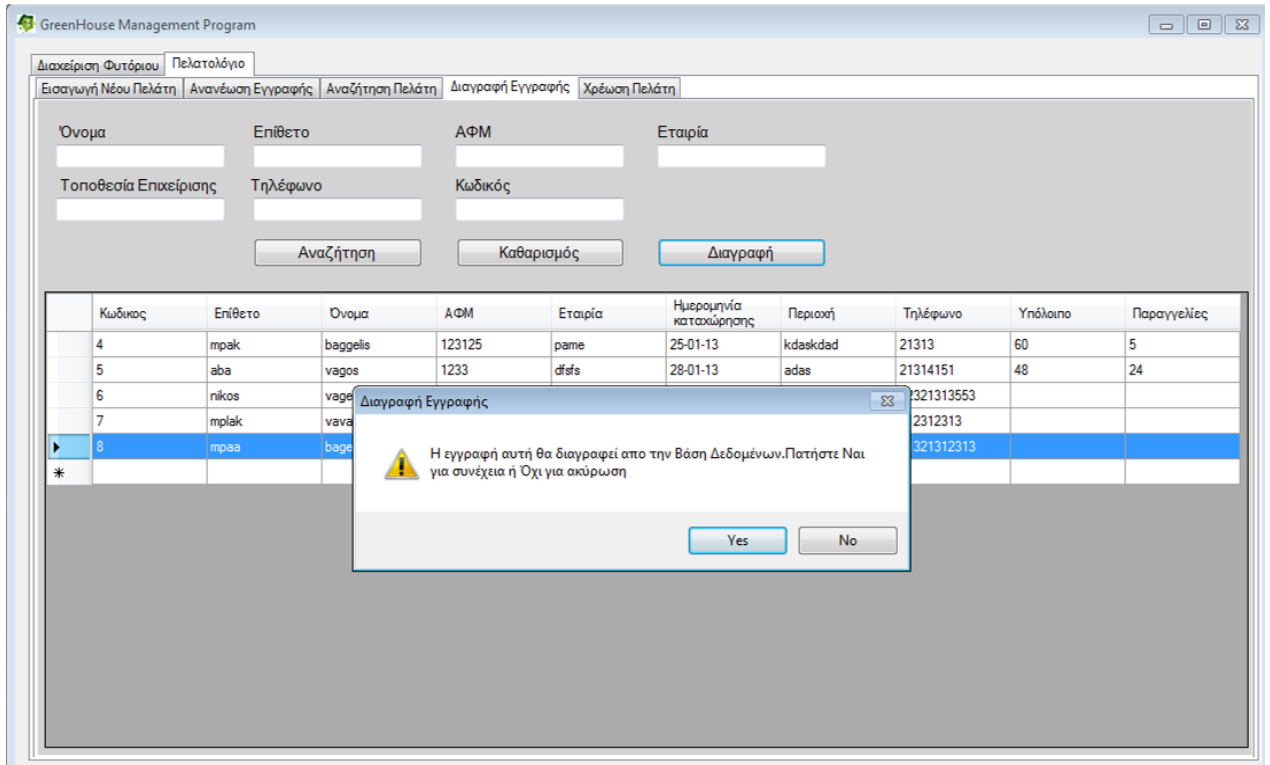 GreenHouse Management Program
Διαχείριση Φυτόριου Πελατολόγιο
Εισαγωγή Νέου Πελάτη Ανανέωση Εγγραφής Αναζήτηση Πελάτη Διαγραφή Εγγραφής Χρέωση Πελάτη
Όνομα Επίθετο ΑΦΜ Εταιρία
Τοποθεσία Επιχείρισης Τηλέφωνο Κωδικός
Αναζήτηση Καθαρισμός Διαγραφή
Κωδικος Επίθετο Όνομα ΑΦΜ Εταιρία Ημερομηνία καταχώρησης Περιοχή Τηλέφωνο Υπόλοιπο Παραγγελίες
4 mpak baggelis 123125 pame 25-01-13 kdaskdad 21313 60 5
5 aba vagos 1233 dfsfs 28-01-13 adas 21314151 48 24
6 nikos
7 mplak
8 mpaa
Διαγραφή Εγγραφής
Η εγγραφή αυτή θα διαγραφεί απο την Βάση Δεδομένων.Πατήστε Ναι
για συνέχεια ή Όχι για ακύρωση
Yes No